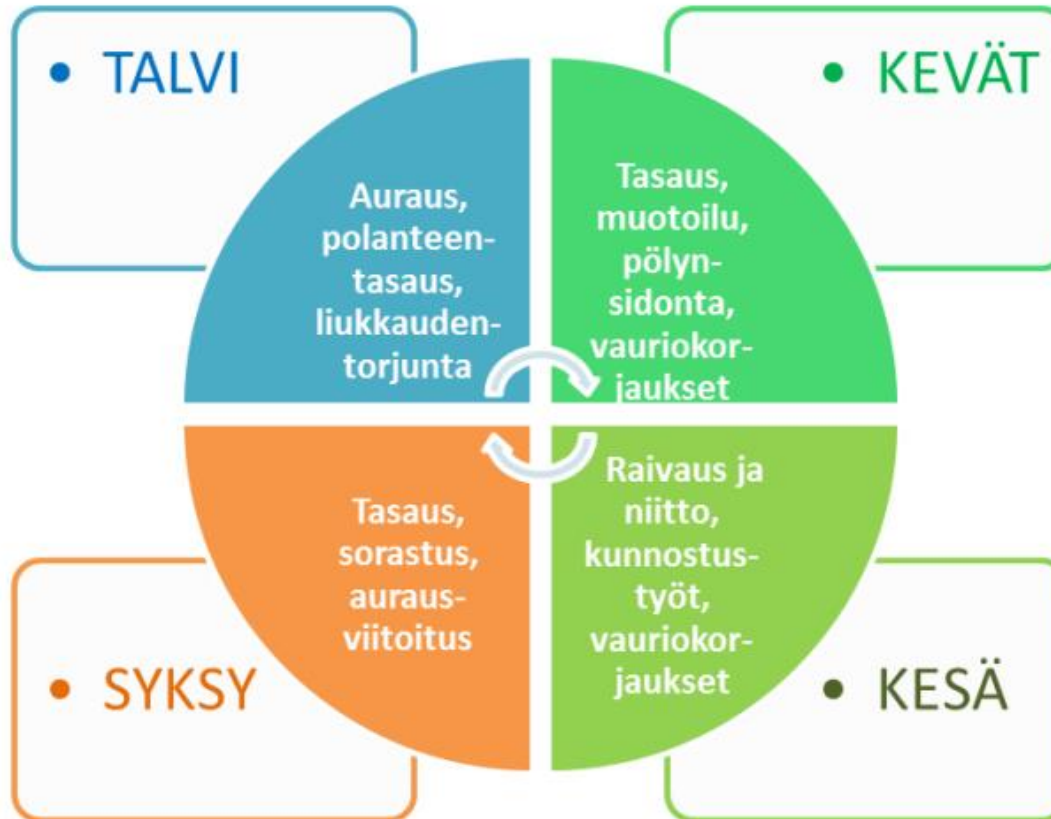 • TALVI
Auraus,
polanteen-
tasaus,
liukkauden-
torjunta
• KEVÄT
Tasaus,
muotoilu,
pölyn-
sidonta,
vauriokor-
jaukset
• SYKSY
Tasaus,
sorastus,
auraus-
viitoitus
• KESÄ
Raivaus ja
niitto,
kunnostus-
työt,
vauriokor-
jaukset